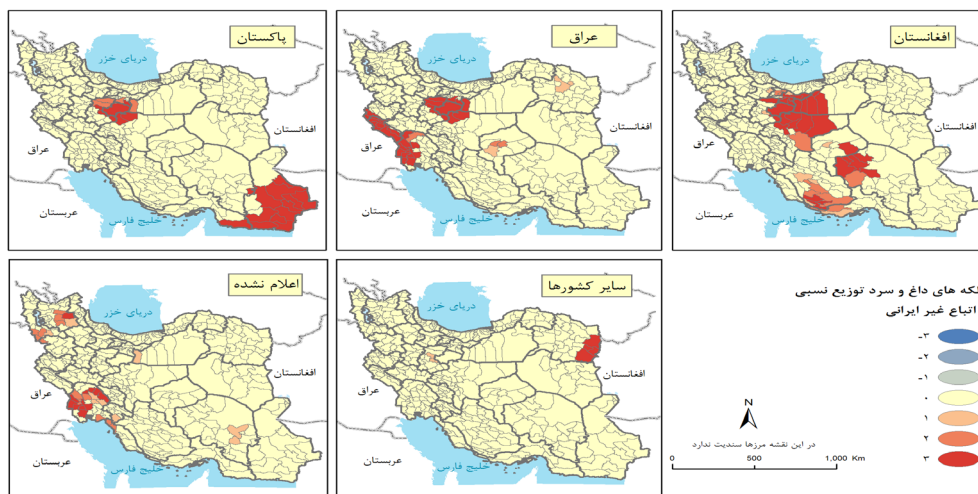 پاکستان
دریای خزر
افغانستان
عراق
عربستان
خلیج فارس
عراق
دریای خزر
افغانستان
عراق
عربستان
خلیج فارس
افغانستان
دریای خزر
افغانستان
عراق
عربستان
خلیج فارس
اعلام نشده
دریای خزر
افغانستان
عراق
عربستان
خلیج فارس
سایر کشورها
دریای خزر
افغانستان
عراق
عربستان
خلیج فارس
لکه های داغ و سرد توزیع نسبی
اتباع غیر ایرانی
-۳
-۲
-۱
۰
۱
۲
۳
N
در این نقشه مرزها سندیت ندارد
0 500 1,000 Km